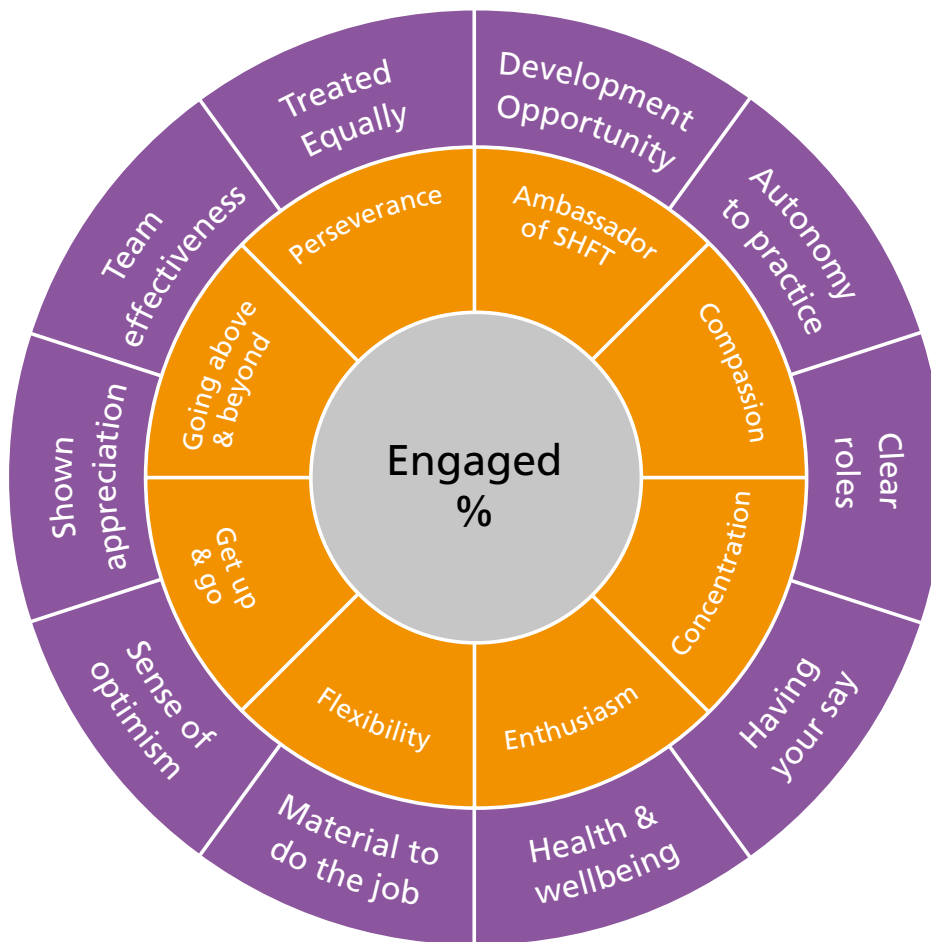 Development
Opportunity
Autonomy
to practice
Clear
roles
Having
your say
Health &
wellbeing
Material to
do the job
Sense of
optimism
Shown
appreciation
Team
effectiveness
Treated
Equally
Ambassador
of SHFT
Compassion
Concentration
Enthusiasm
Flexibility
Get up
& go
Going above
& beyond
Perseverance
Engaged
%